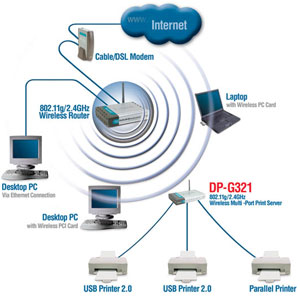 www.
Internet
Cable/DSL Modem
802.11g/2.4GHz
Wireless Router
Laptop
with Wireless PC Card
Desktop PC
Via Ethernet Connection
Desktop PC
with Wireless PCI Card
DP-G321
802.11g/2.4GHz
Wireless Multi -Port Print Server
USB Printer 2.0
USB Printer 2.0
Parallel Printer